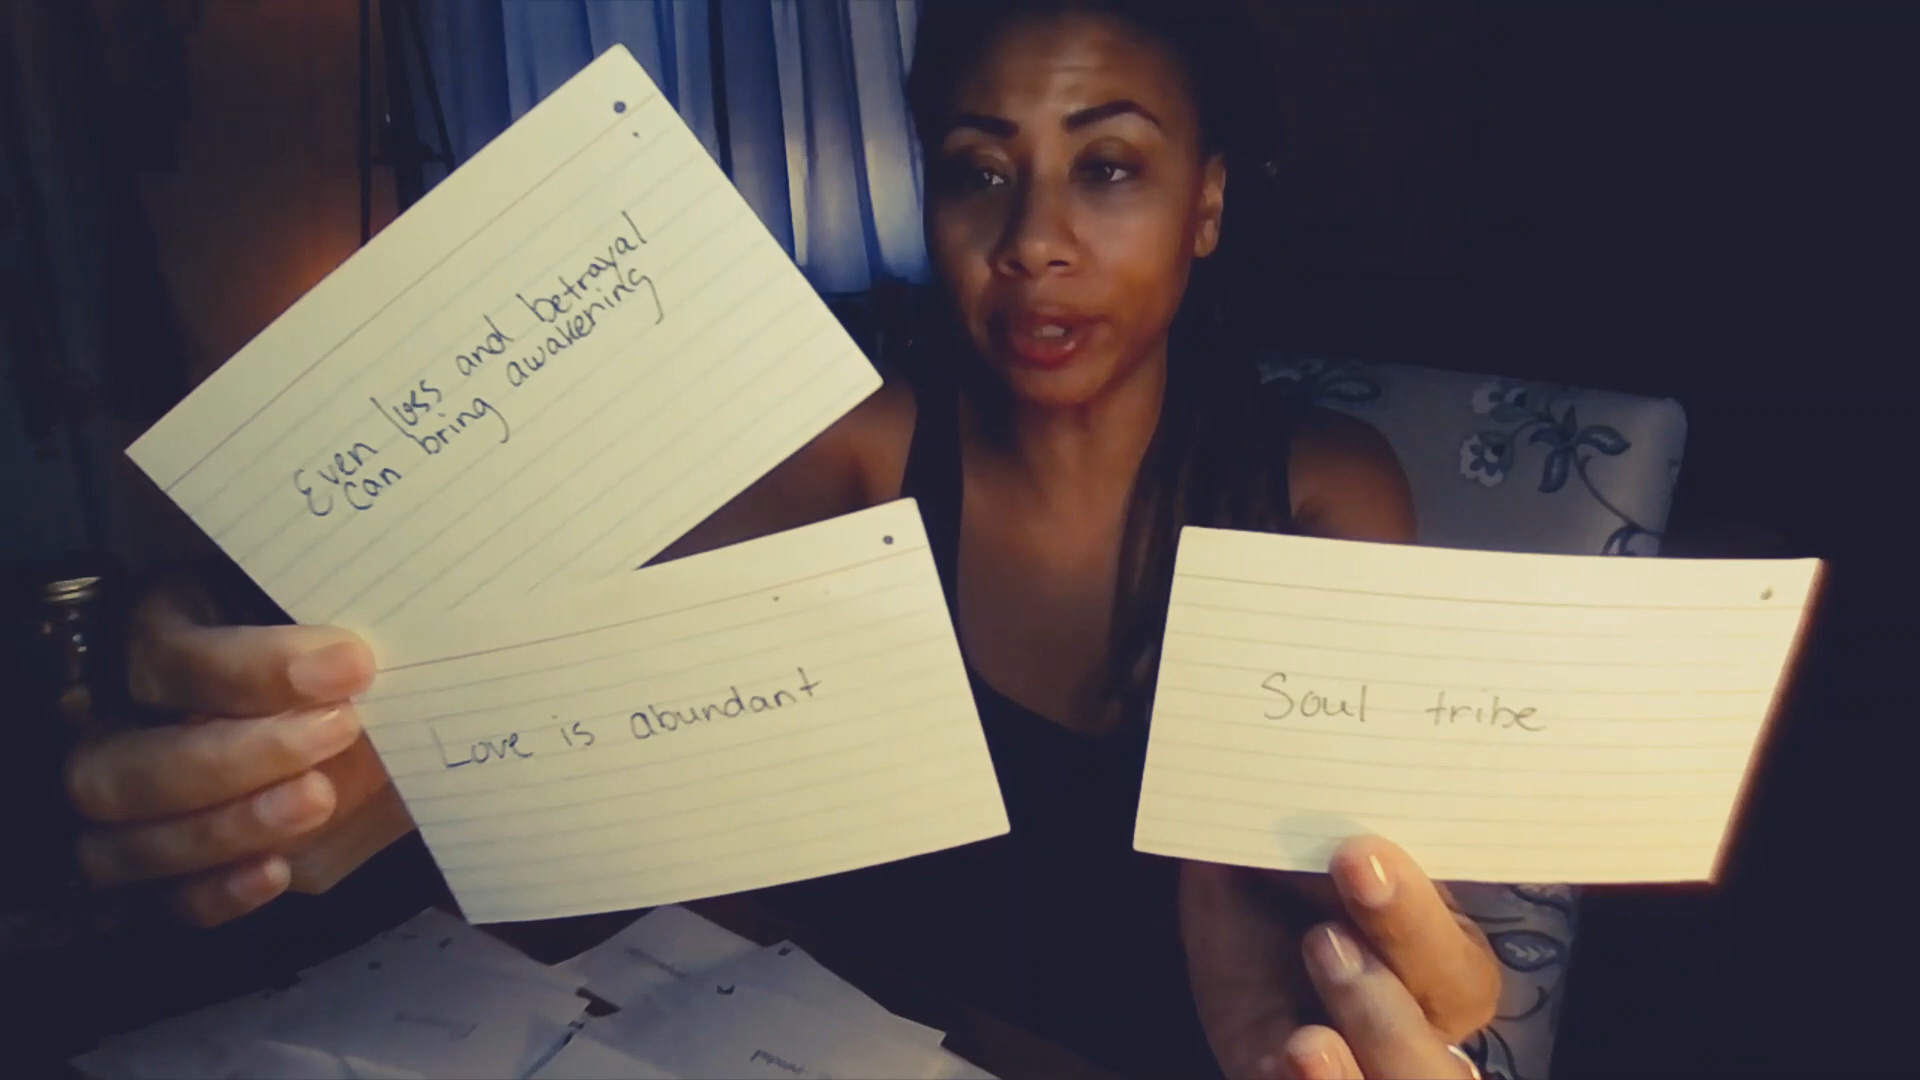 Even loss and betrayal
can bring awakening
Love is abundant
Soul tribe